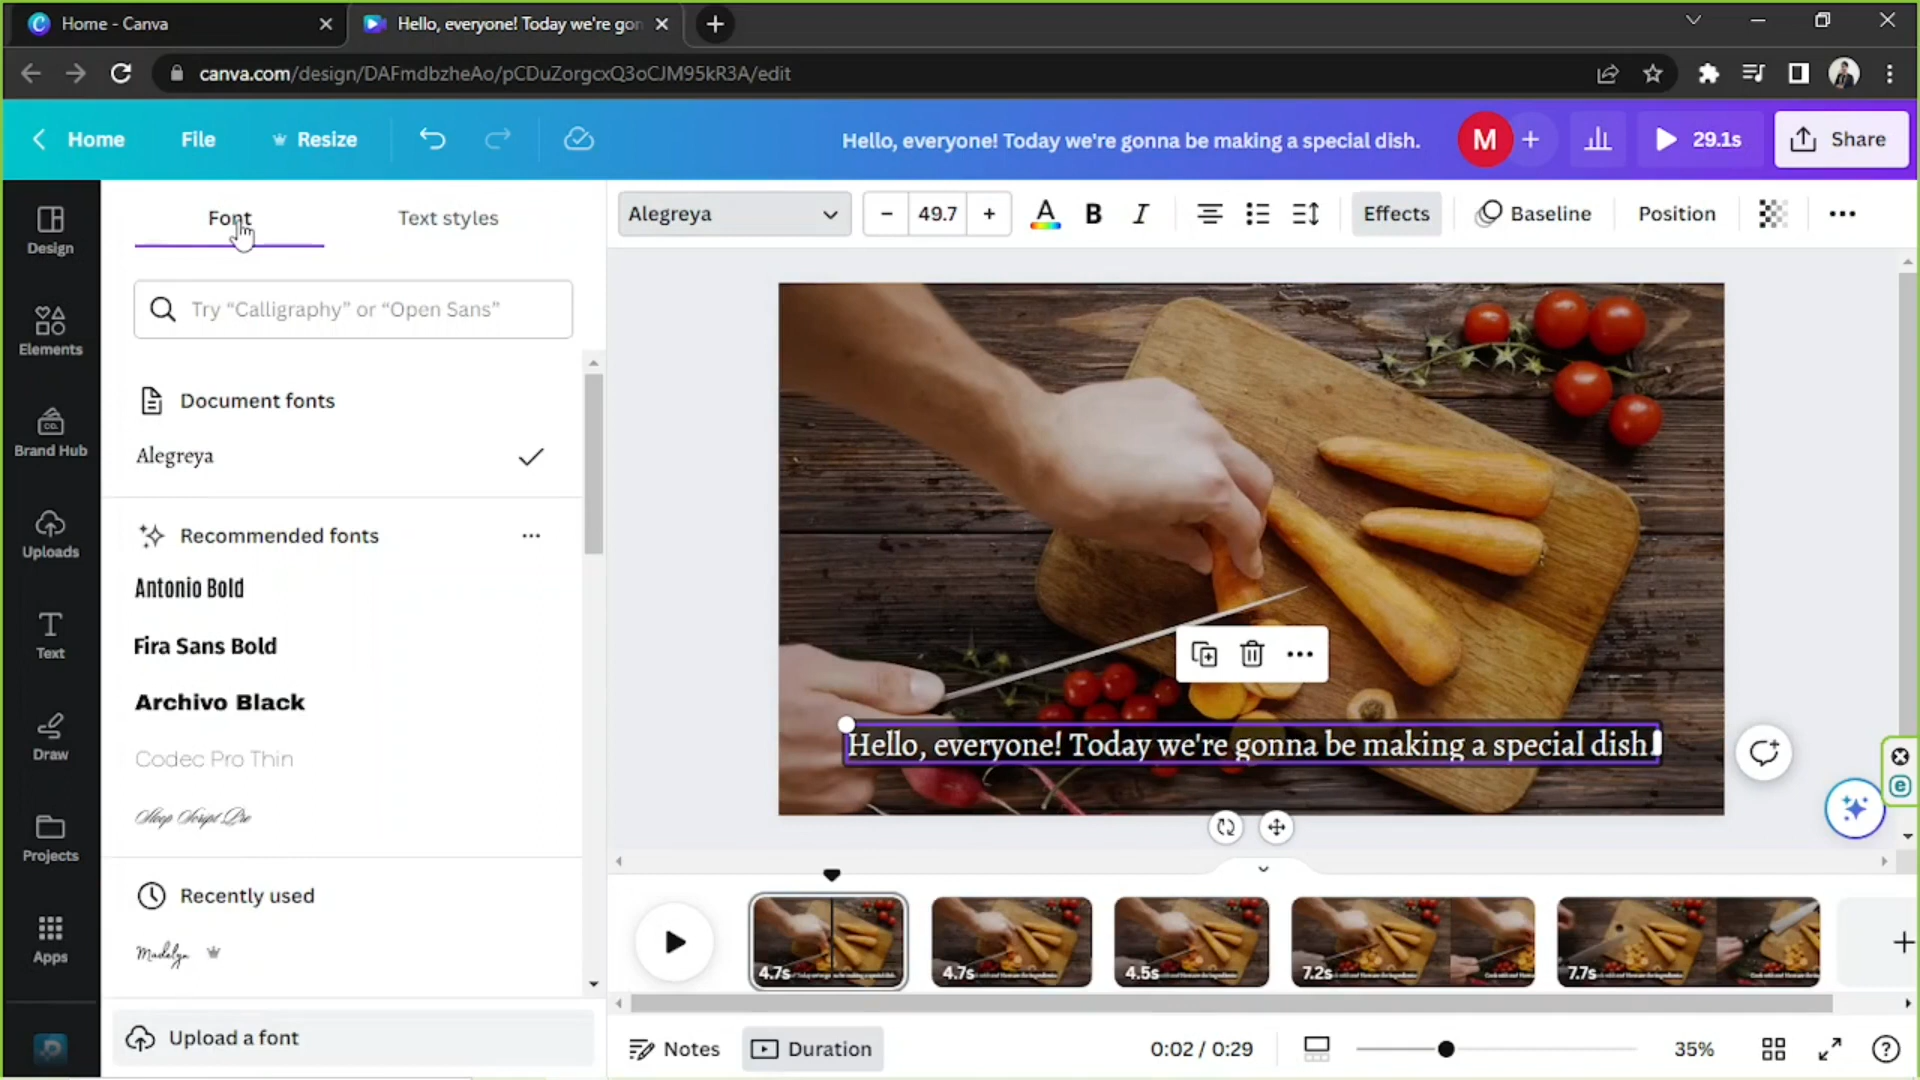 Home - Canva
Hello, everyone! Today we're gon
canva.com/design/DAFmdbzheAo/pCDuZorgcxQ3oCJM95kR3A/edit
Home
File
Resize
Hello, everyone! Today we're gonna be making a special dish.
M
29.1s
Share
Font
Text styles
Alegreya
49.7
A
B
I
Effects
Baseline
Position
Design
Elements
CO.
Brand Hub
Uploads
Text
Draw
Projects
Apps
Try “Calligraphy” or “Open Sans”
Document fonts
Alegreya
Recommended fonts
Antonio Bold
Fira Sans Bold
Archivo Black
Codec Pro Thin
Sloop Script Pro
Recently used
Madelyn
Upload a font
Hello, everyone! Today we're gonna be making a special dish.
4.7s
4.7s
4.5s
7.2s
7.7s
Notes
Duration
0:02 / 0:29
35%